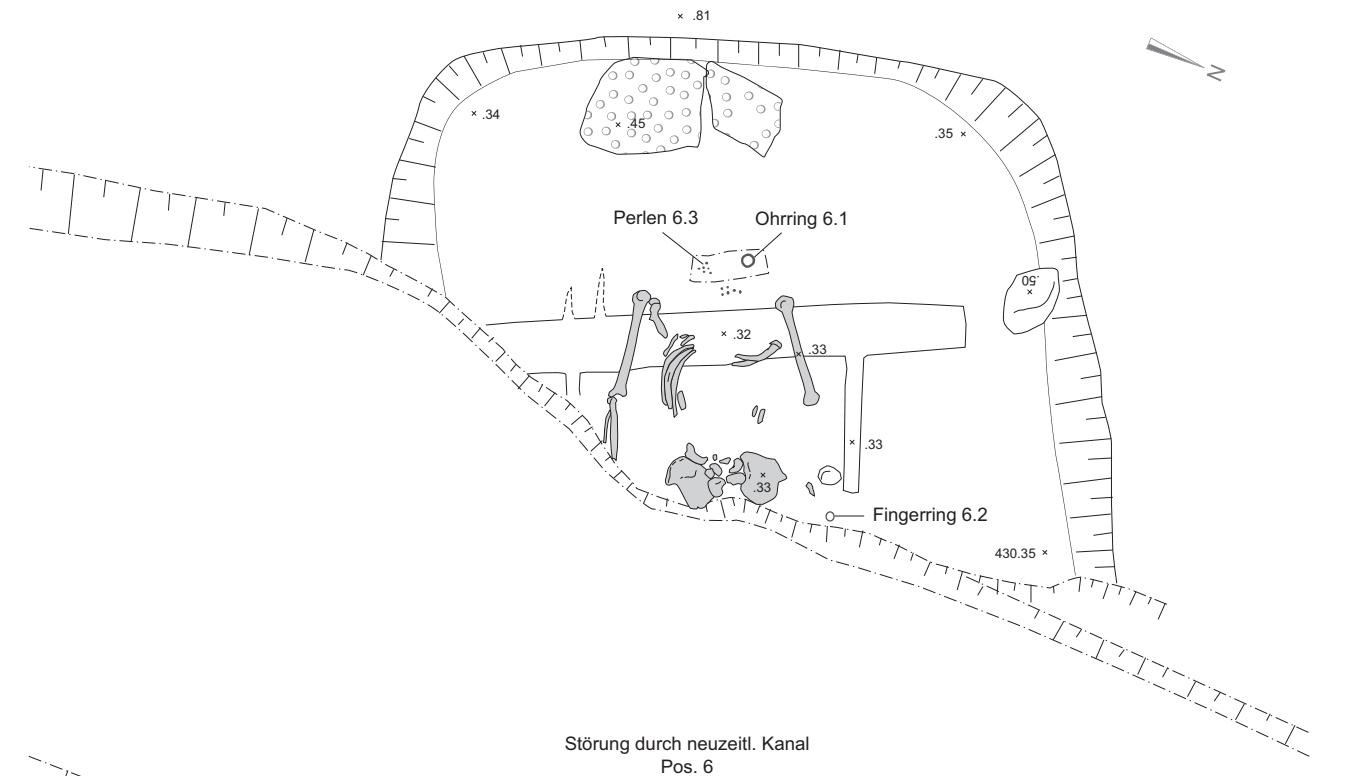 .81
N
.34
.45
.35
Perlen 6.3
Ohrring 6.1
.50
.32
.33
.33
.33
Fingerring 6.2
430.35
Störung durch neuzeitl. Kanal
Pos. 6